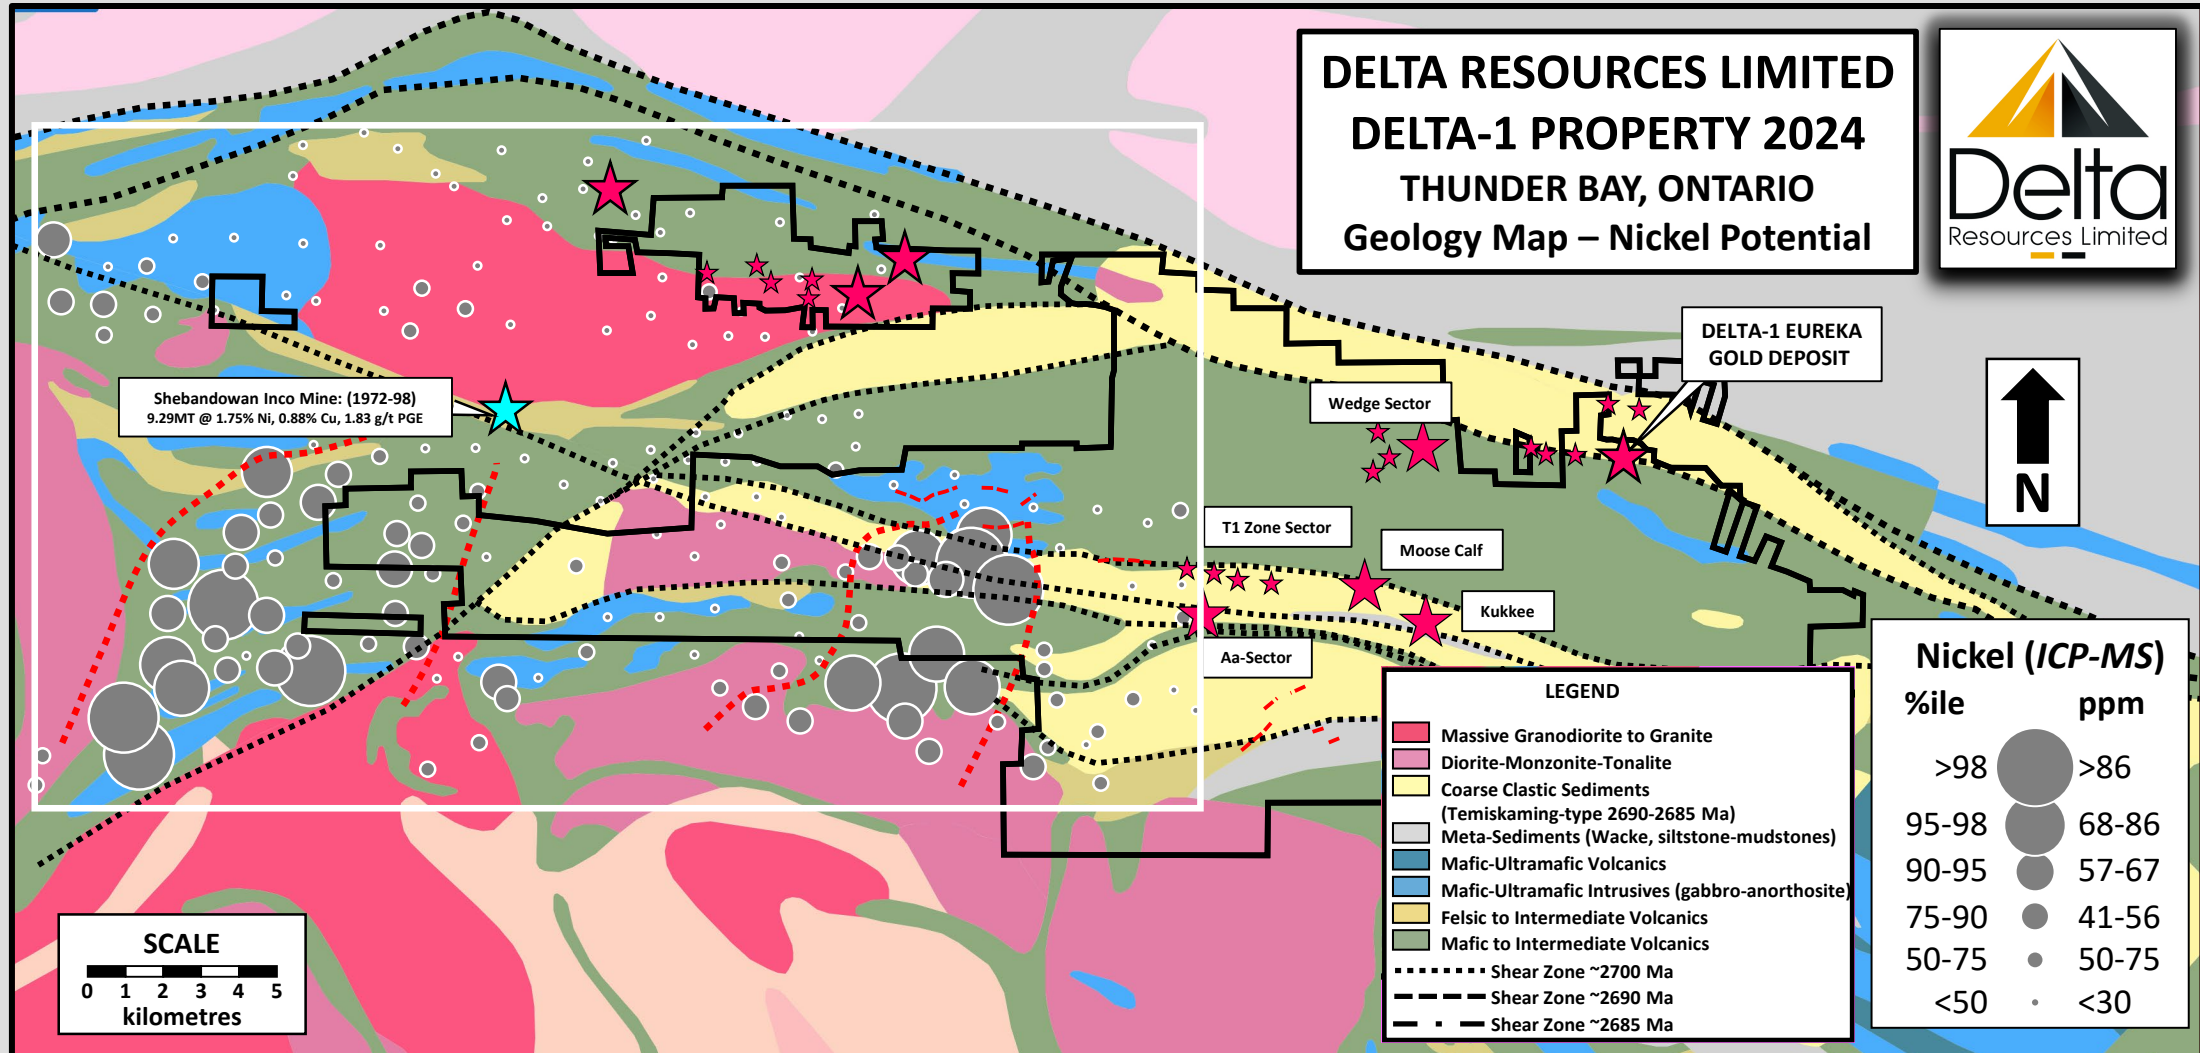 DELTA RESOURCES LIMITED
DELTA-1 PROPERTY 2024
THUNDER BAY, ONTARIO
Geology Map – Nickel Potential
Delta
Resources Limited
DELTA-1 EUREKA
GOLD DEPOSIT
Shebandowan Inco Mine: (1972-98)
9.29MT @ 1.75% Ni, 0.88% Cu, 1.83 g/t PGE
Wedge Sector
N
T1 Zone Sector
Moose Calf
Kukkee
Aa-Sector
LEGEND
Massive Granodiorite to Granite
Diorite-Monzonite-Tonalite
Coarse Clastic Sediments
(Temiskaming-type 2690-2685 Ma)
Meta-Sediments (Wacke, siltstone-mudstones)
Mafic-Ultramafic Volcanics
Mafic-Ultramafic Intrusives (gabbro-anorthosite)
Felsic to Intermediate Volcanics
Mafic to Intermediate Volcanics
Shear Zone ~2700 Ma
Shear Zone ~2690 Ma
Shear Zone ~2685 Ma
Nickel (ICP-MS)
%ile ppm
>98 >86
95-98 68-86
90-95 57-67
75-90 41-56
50-75 50-75
<50 <30
SCALE
0 1 2 3 4 5
kilometres